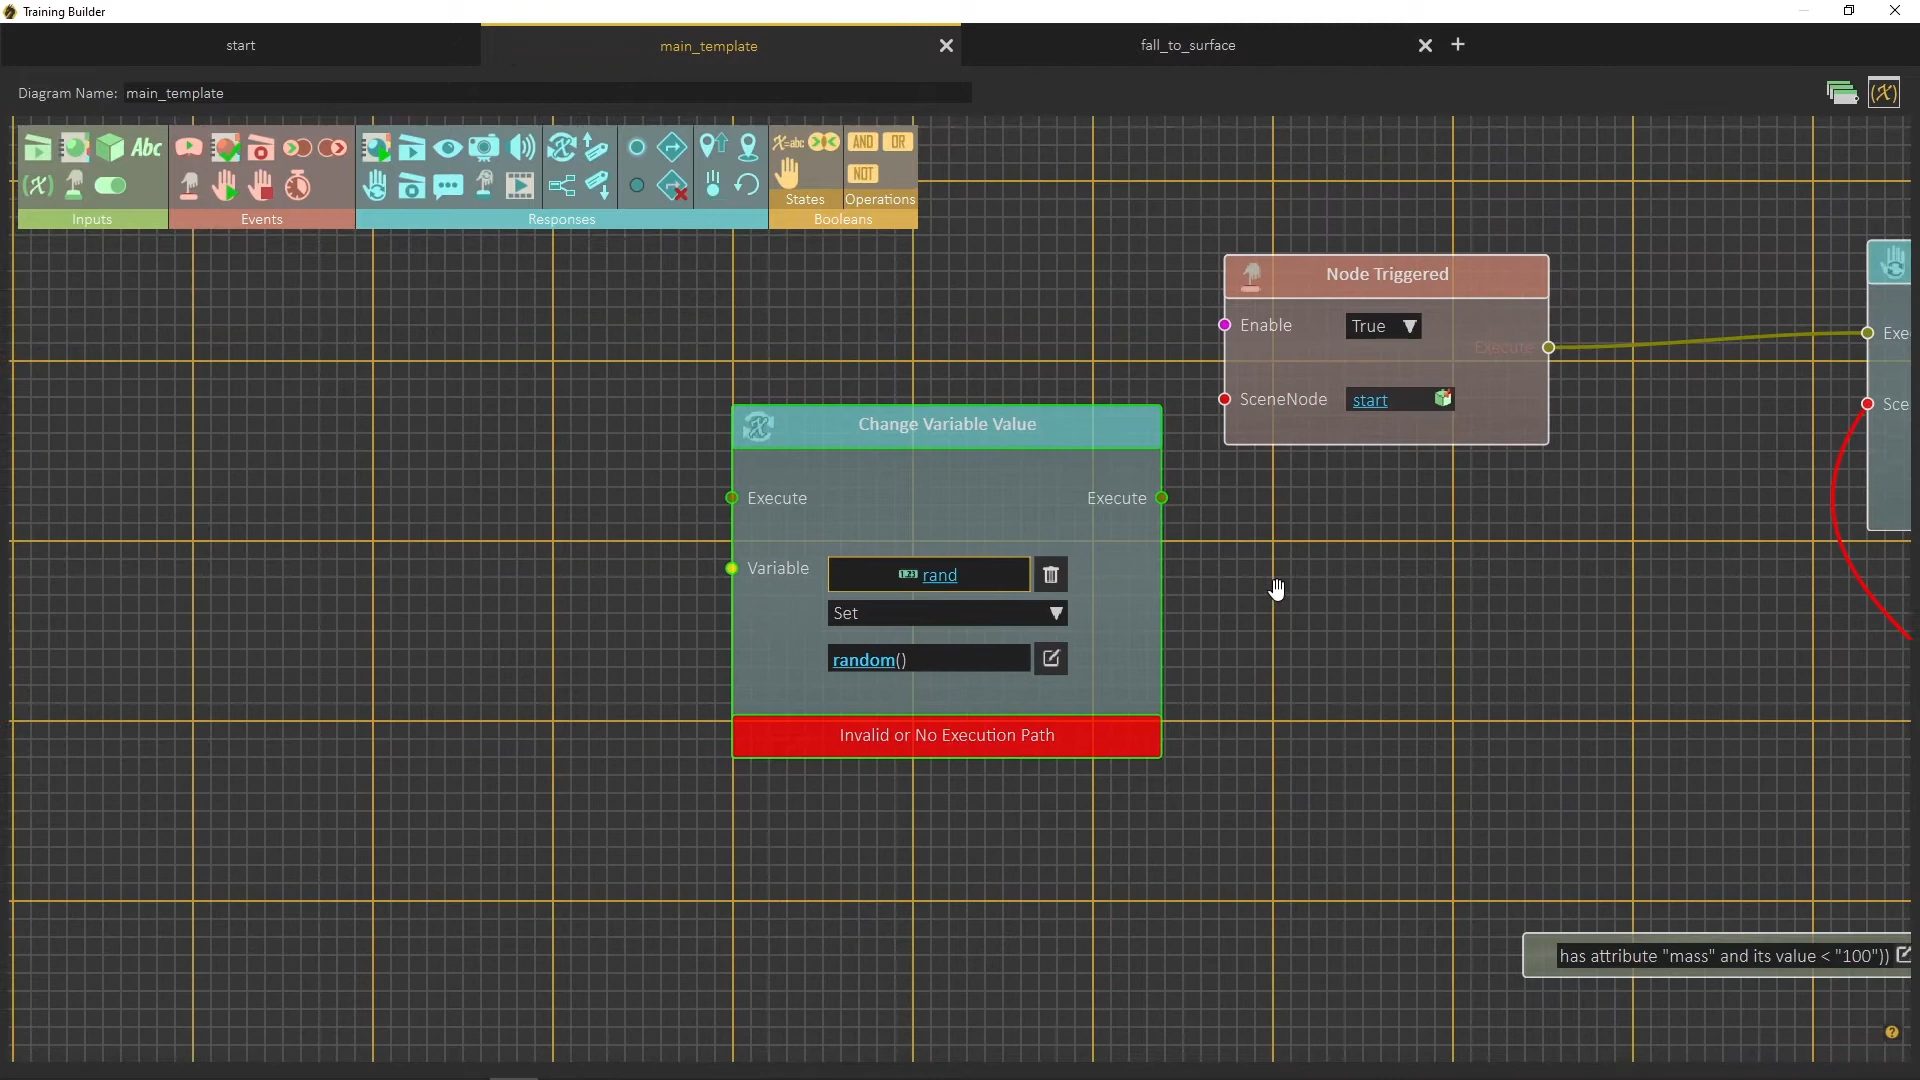 Training Builder
start
main_template
fall_to_surface
Diagram Name: main_template
(X)
Abc
X=abc
AND
OR
(X)
NOT
States
Operations
Inputs
Events
Responses
Booleans
Node Triggered
Enable
True
Execute
Exe
SceneNode
start
Sce
Change Variable Value
Execute
Execute
Variable
123
rand
Set
random()
Invalid or No Execution Path
has attribute "mass" and its value < "100"))
?